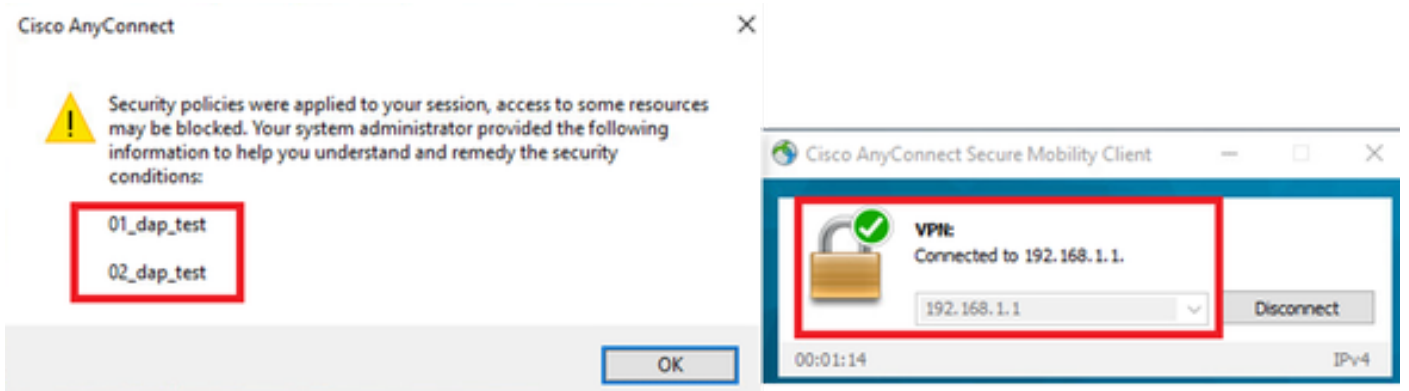 Cisco AnyConnect
Security policies were applied to your session, access to some resources
may be blocked. Your system administrator provided the following
information to help you understand and remedy the security
conditions:
01_dap_test
02_dap_test
OK
Cisco AnyConnect Secure Mobility Client
VPN:
Connected to 192.168.1.1.
192.168.1.1
Disconnect
00:01:14
IPv4